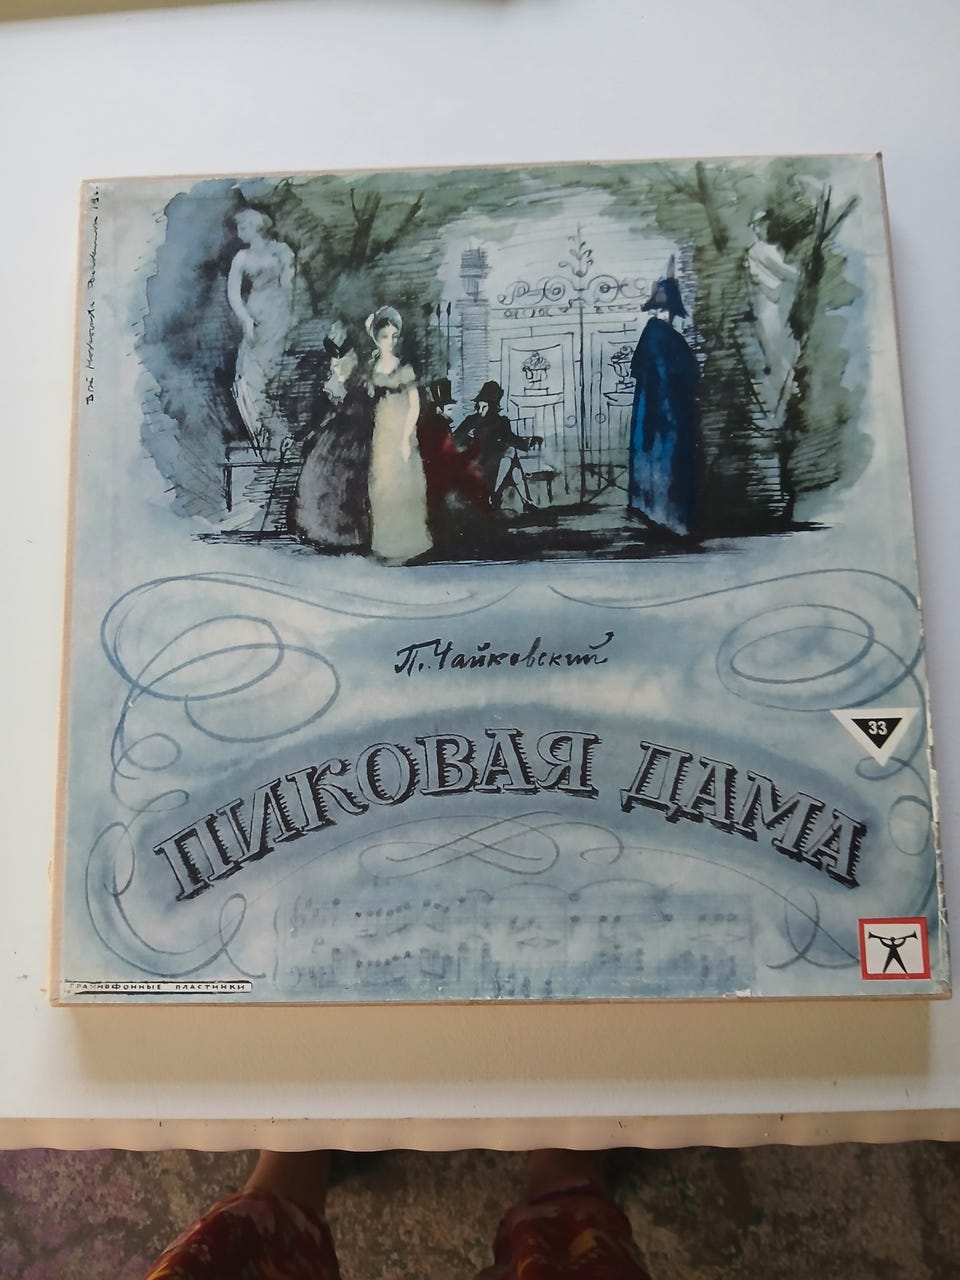 П. Чайковский
ПИКОВАЯ ДАМА
33
ГРАММОФОННЫЕ ПЛАСТИНКИ